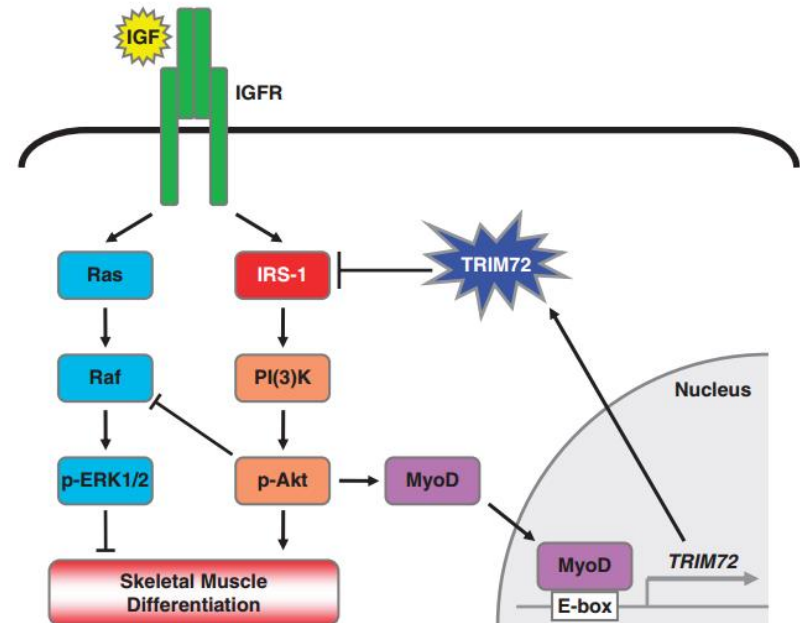 IGF
IGFR
Ras
IRS-1
TRIM72
Raf
PI(3)K
Nucleus
p-ERK1/2
p-Akt
MyoD
MyoD
TRIM72
E-box
Skeletal Muscle
Differentiation